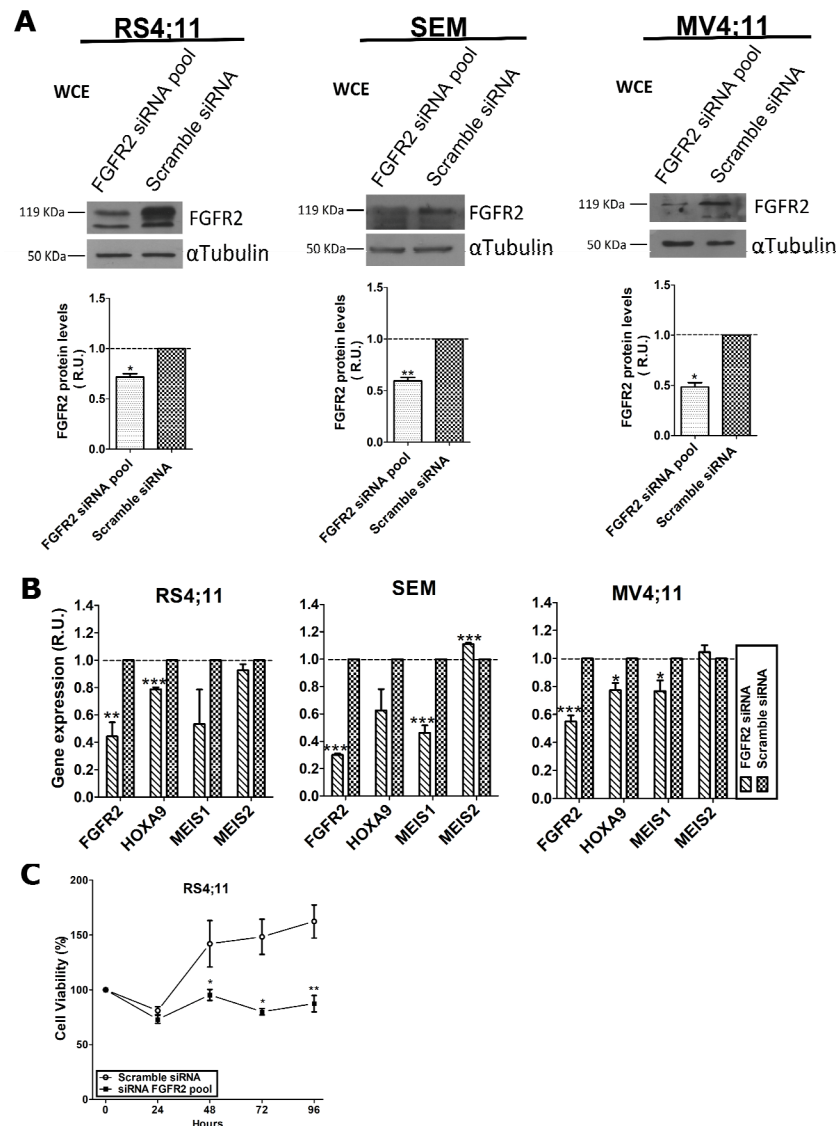 A
RS4;11
SEM
MV4;11
WCE
FGFR2 siRNA pool
Scramble siRNA
WCE
FGFR2 siRNA pool
Scramble siRNA
WCE
FGFR2 siRNA pool
Scramble siRNA
119 KDa
FGFR2
50 KDa
αTubulin
119 KDa
FGFR2
50 KDa
αTubulin
119 KDa
FGFR2
50 KDa
αTubulin
FGFR2 protein levels
( R.U.)
1.5
1.0
0.5
0.0
*
FGFR2 siRNA pool
Scramble siRNA
FGFR2 protein levels
( R.U.)
1.5
1.0
0.5
0.0
**
FGFR2 siRNA pool
Scramble siRNA
FGFR2 protein levels
( R.U.)
1.5
1.0
0.5
0.0
*
FGFR2 siRNA pool
Scramble siRNA
B
Gene expression (R.U.)
RS4;11
1.4
1.2
1.0
0.8
0.6
0.4
0.2
0.0
**
***
FGFR2
HOXA9
MEIS1
MEIS2
SEM
1.4
1.2
1.0
0.8
0.6
0.4
0.2
0.0
***
***
***
FGFR2
HOXA9
MEIS1
MEIS2
MV4;11
1.4
1.2
1.0
0.8
0.6
0.4
0.2
0.0
***
*
*
FGFR2
HOXA9
MEIS1
MEIS2
FGFR2 siRNA
Scramble siRNA
C
RS4;11
Cell Viability (%)
200
150
100
50
0
*
*
**
Scramble siRNA
siRNA FGFR2 pool
0
24
48
72
96
Hours